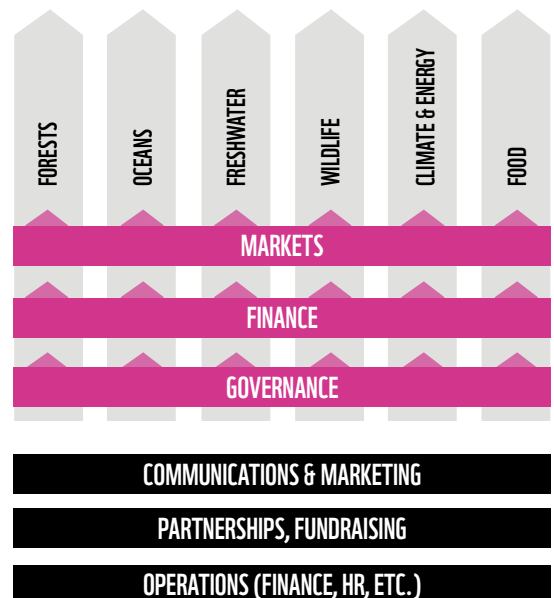 FORESTS
OCEANS
FRESHWATER
WILDLIFE
CLIMATE & ENERGY
FOOD
MARKETS
FINANCE
GOVERNANCE
COMMUNICATIONS & MARKETING
PARTNERSHIPS, FUNDRAISING
OPERATIONS (FINANCE, HR, ETC.)